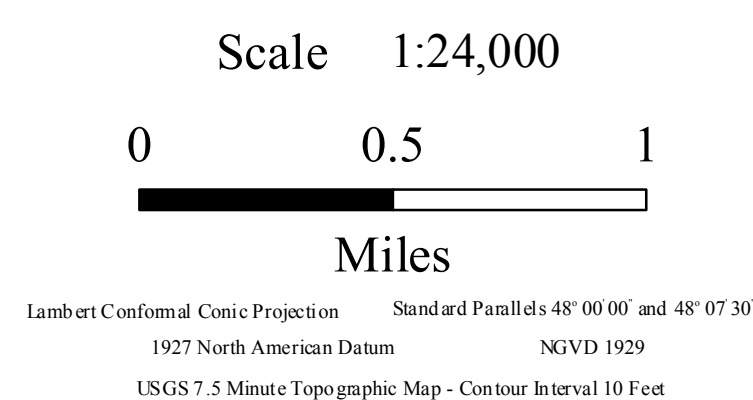 Scale 1:24,000
0 0.5 1
Miles
Lambert Conformal Conic Projection Standard Parallels 48° 00' 00" and 48° 07' 30"
1927 North American Datum NGVD 1929
USGS 7.5 Minute Topographic Map - Contour Interval 10 Feet